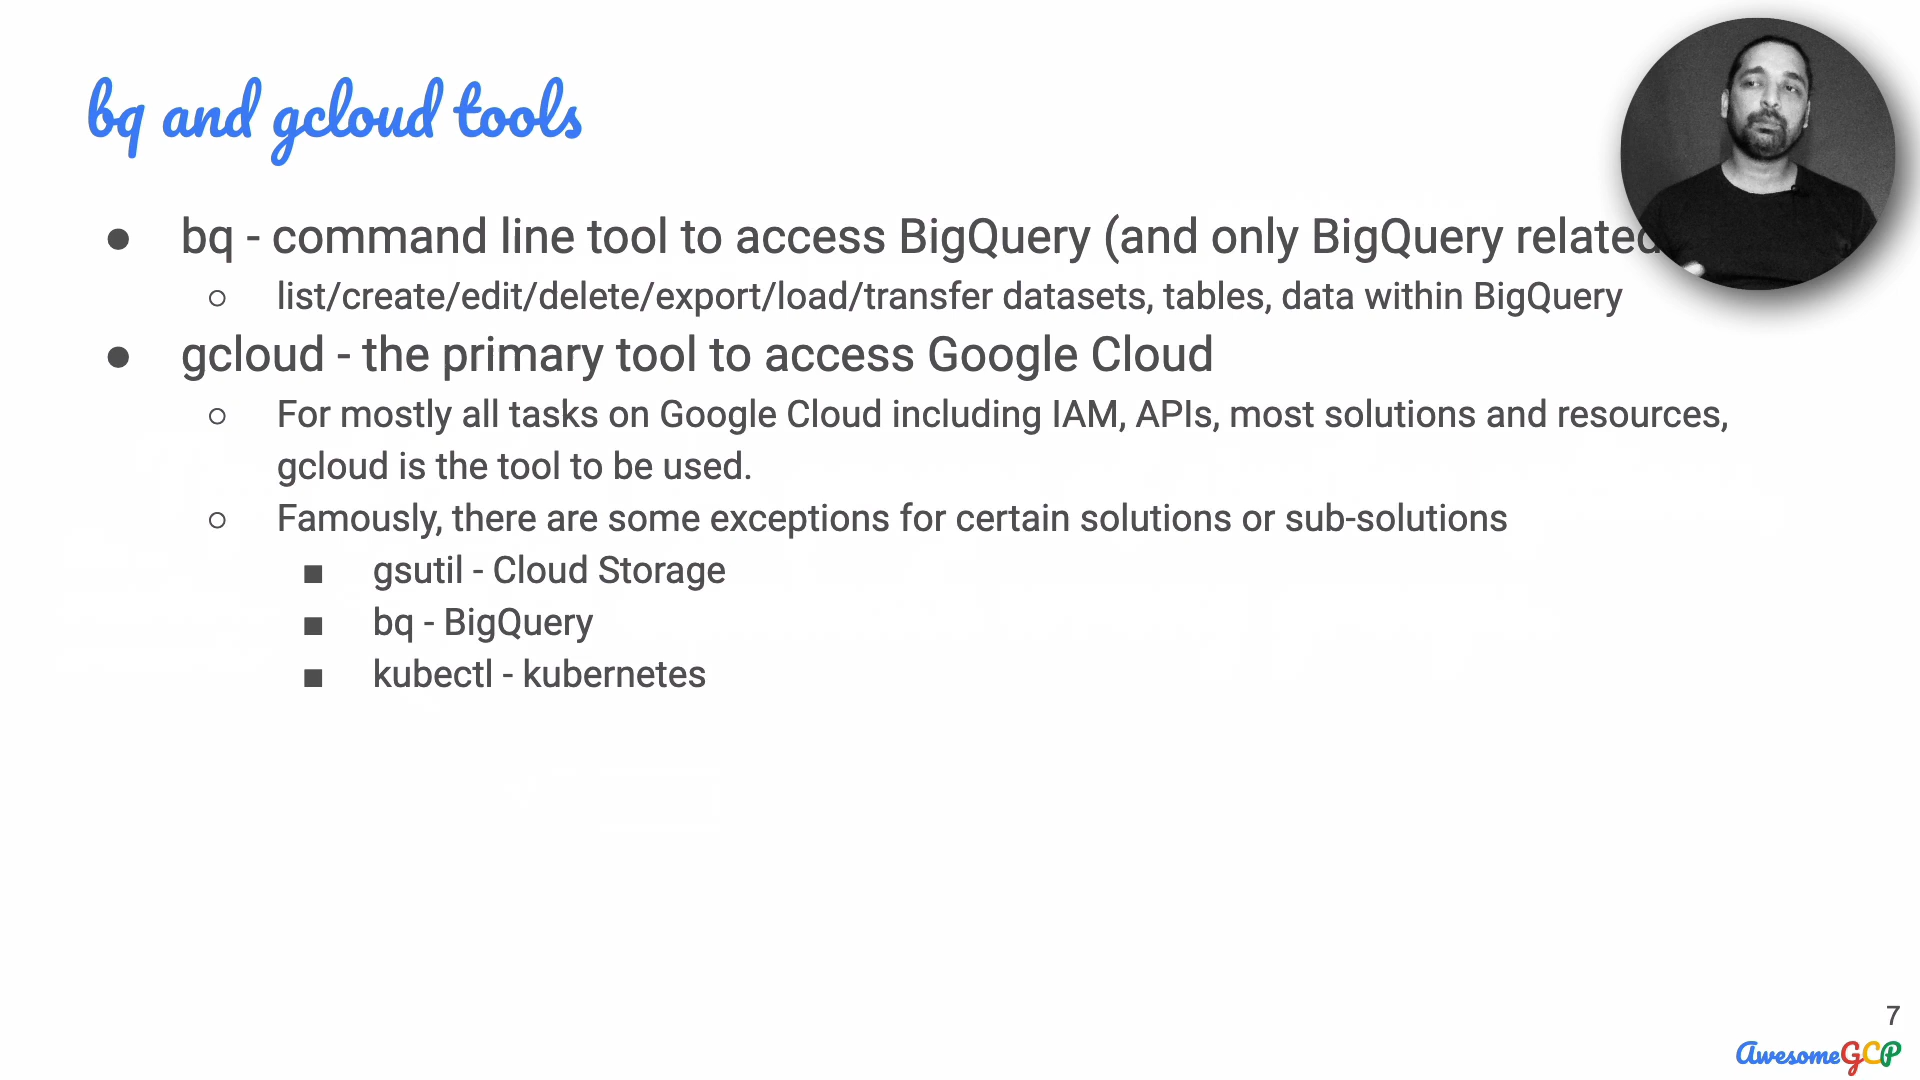 bq and gcloud tools
● bq - command line tool to access BigQuery (and only BigQuery related
○ list/create/edit/delete/export/load/transfer datasets, tables, data within BigQuery
● gcloud - the primary tool to access Google Cloud
○ For mostly all tasks on Google Cloud including IAM, APIs, most solutions and resources,
gcloud is the tool to be used.
○ Famously, there are some exceptions for certain solutions or sub-solutions
■ gsutil - Cloud Storage
■ bq - BigQuery
■ kubectl - kubernetes
7
AwesomeGCP